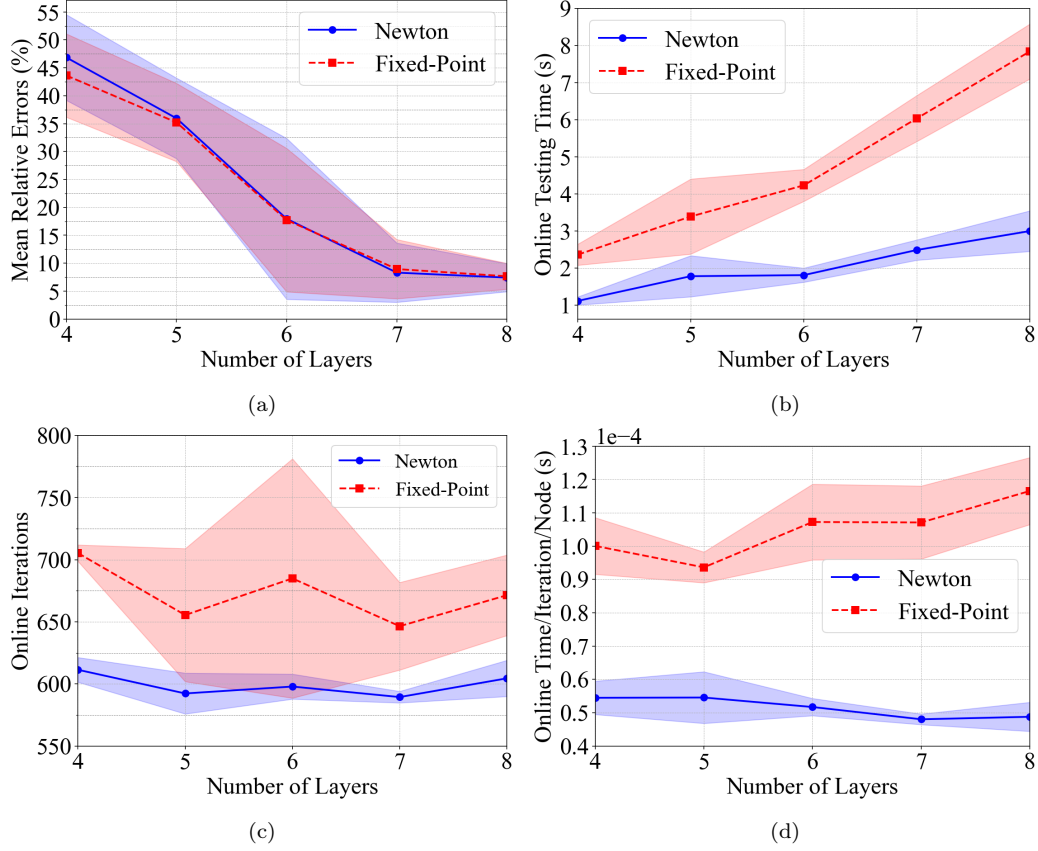 55
50
45
40
35
30
25
20
15
10
5
0
Mean Relative Errors (%)
Newton
Fixed-Point
4 5 6 7 8
Number of Layers
(a)
9
8
7
6
5
4
3
2
1
Online Testing Time (s)
Newton
Fixed-Point
4 5 6 7 8
Number of Layers
(b)
800
750
700
650
600
550
Online Iterations
Newton
Fixed-Point
4 5 6 7 8
Number of Layers
(c)
1e−4
1.3
1.2
1.1
1.0
0.9
0.8
0.7
0.6
0.5
0.4
Online Time/Iteration/Node (s)
Newton
Fixed-Point
4 5 6 7 8
Number of Layers
(d)